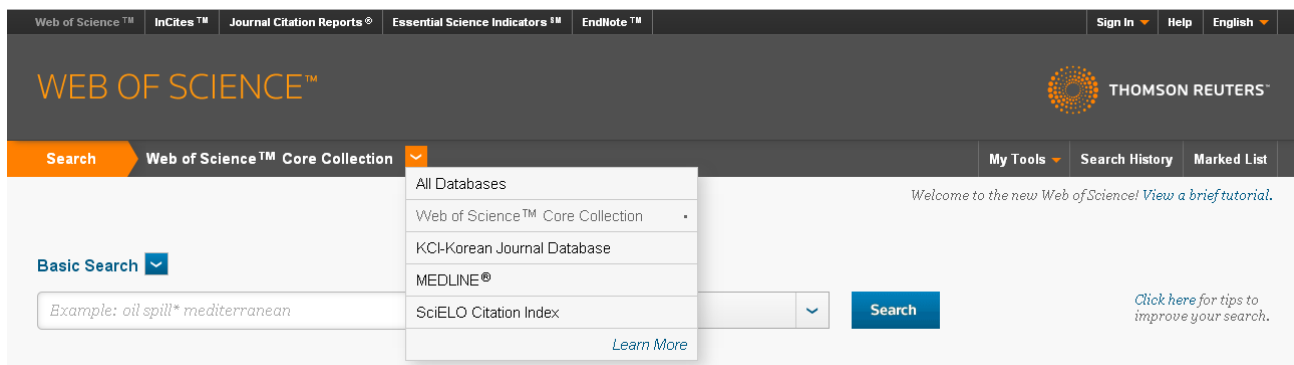 Web of Science™ InCites™ Journal Citation Reports® Essential Science Indicators℠ EndNote™ Sign In Help English
WEB OF SCIENCE™
THOMSON REUTERS™
Search Web of Science™ Core Collection My Tools Search History Marked List
All Databases
Welcome to the new Web of Science! View a brief tutorial.
Web of Science™ Core Collection
KCI-Korean Journal Database
Basic Search
MEDLINE®
Example: oil spill* mediterranean
SciELO Citation Index
Search
Click here for tips to
improve your search.
Learn More